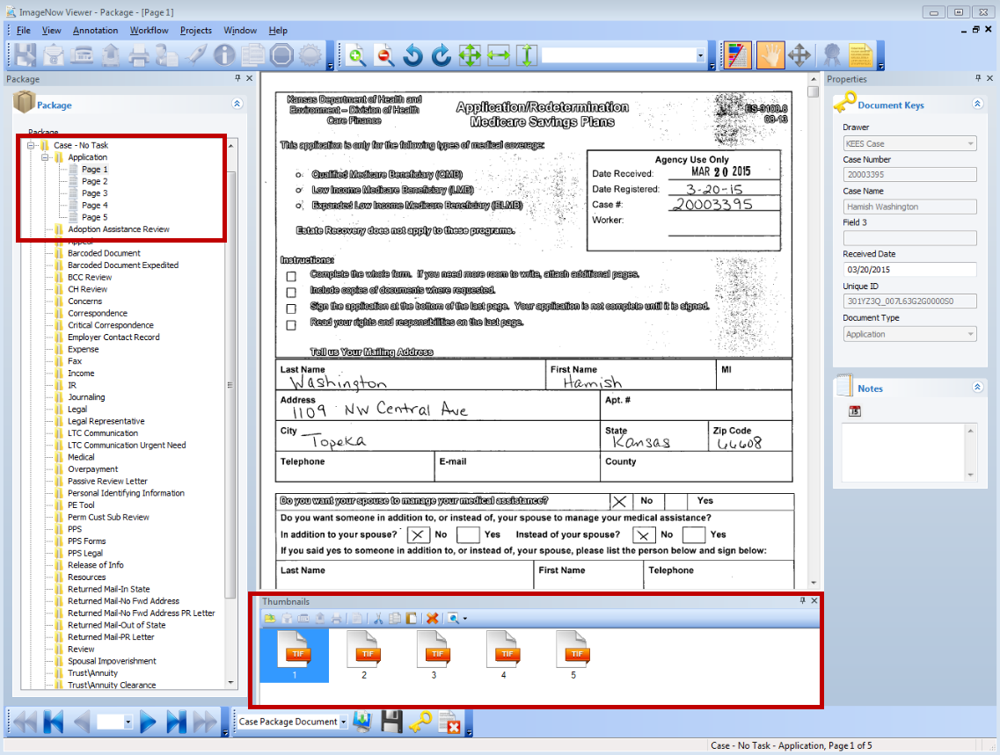 ImageNow Viewer - Package - [Page 1]
File View Annotation Workflow Projects Window Help
Package
Package
Package
Case - No Task
Application
Page 1
Page 2
Page 3
Page 4
Page 5
Adoption Assistance Review
Appeal
Barcoded Document
Barcoded Document Expedited
BCC Review
CH Review
Concerns
Correspondence
Critical Correspondence
Employer Contact Record
Expense
Fax
Income
IR
Journaling
Legal
Legal Representative
LTC Communication
LTC Communication Urgent Need
Medical
Overpayment
Passive Review Letter
Personal Identifying Information
PE Tool
Perm Cust Sub Review
PPS
PPS Forms
PPS Legal
Release of Info
Resources
Returned Mail-In State
Returned Mail-No Fwd Address
Returned Mail-No Fwd Address PR Letter
Returned Mail-Out of State
Returned Mail-PR Letter
Review
Spousal Impoverishment
Trust\Annuity
Trust\Annuity Clearance
Kansas Department of Health and
Environment – Division of Health
Care Finance
Application/Redetermination
Medicare Savings Plans
ES-3100.8
08-13
This application is only for the following types of medical coverage:
o Qualified Medicare Beneficiary (QMB)
o Low Income Medicare Beneficiary (LMB)
o Expanded Low Income Medicare Beneficiary (ELMB)
Estate Recovery does not apply to these programs.
Agency Use Only
Date Received: MAR 20 2015
Date Registered: 3-20-15
Case #: 20003395
Worker:
Instructions:
Complete the whole form. If you need more room to write, attach additional pages.
Include copies of documents where requested.
Sign the application at the bottom of the last page. Your application is not complete until it is signed.
Read your rights and responsibilities on the last page.
Tell us Your Mailing Address
Last Name First Name MI
Washington Hamish
Address Apt. #
1109 NW Central Ave
City State Zip Code
Topeka Kansas 66608
Telephone E-mail County
Do you want your spouse to manage your medical assistance? X No Yes
Do you want someone in addition to, or instead of, your spouse to manage your medical assistance?
In addition to your spouse? X No Yes Instead of your spouse? X No Yes
If you said yes to someone in addition to, or instead of, your spouse, please list the person below and sign below:
Last Name First Name Telephone
Thumbnails
TIF TIF TIF TIF TIF
1 2 3 4 5
Properties
Document Keys
Drawer
KEES Case
Case Number
20003395
Case Name
Hamish Washington
Field 3
Received Date
03/20/2015
Unique ID
301YZ3Q_007L63G2G0000S0
Document Type
Application
Notes
15
Case Package Document
Case - No Task - Application, Page 1 of 5